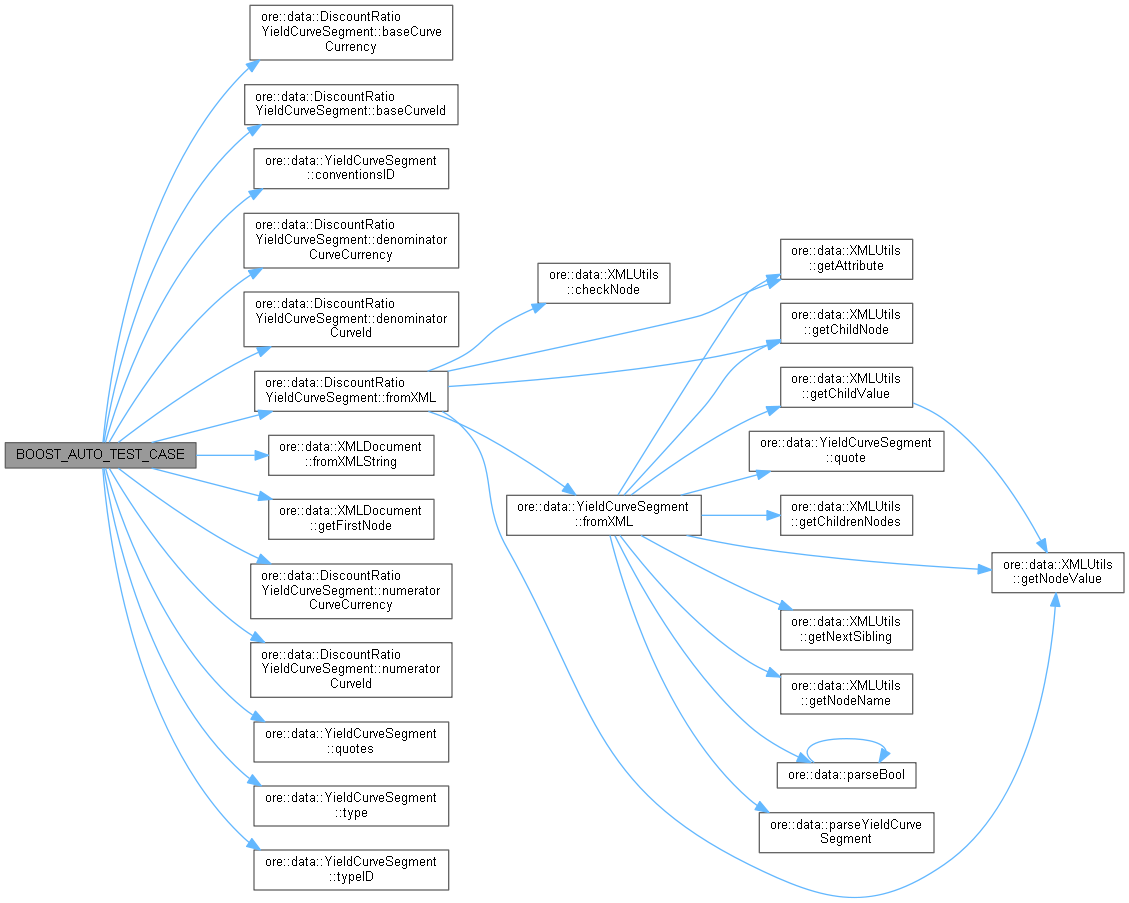 ore::data::DiscountRatio
YieldCurveSegment::baseCurve
Currency
ore::data::DiscountRatio
YieldCurveSegment::baseCurveId
ore::data::YieldCurveSegment
::conventionsID
ore::data::DiscountRatio
YieldCurveSegment::denominator
CurveCurrency
ore::data::DiscountRatio
YieldCurveSegment::denominator
CurveId
ore::data::DiscountRatio
YieldCurveSegment::fromXML
BOOST_AUTO_TEST_CASE
ore::data::XMLDocument
::fromXMLString
ore::data::XMLDocument
::getFirstNode
ore::data::DiscountRatio
YieldCurveSegment::numerator
CurveCurrency
ore::data::DiscountRatio
YieldCurveSegment::numerator
CurveId
ore::data::YieldCurveSegment
::quotes
ore::data::YieldCurveSegment
::type
ore::data::YieldCurveSegment
::typeID
ore::data::XMLUtils
::checkNode
ore::data::YieldCurveSegment
::fromXML
ore::data::XMLUtils
::getAttribute
ore::data::XMLUtils
::getChildNode
ore::data::XMLUtils
::getChildValue
ore::data::YieldCurveSegment
::quote
ore::data::XMLUtils
::getChildrenNodes
ore::data::XMLUtils
::getNodeValue
ore::data::XMLUtils
::getNextSibling
ore::data::XMLUtils
::getNodeName
ore::data::parseBool
ore::data::parseYieldCurve
Segment